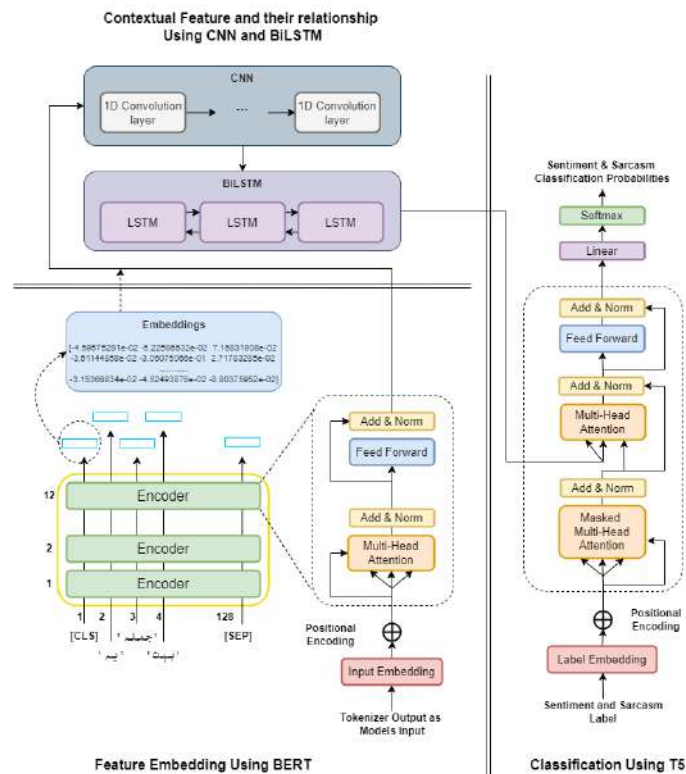 Contextual Feature and their relationship
Using CNN and BiLSTM
CNN
1D Convolution
layer
...
1D Convolution
layer
BiLSTM
LSTM
LSTM
LSTM
Embeddings
12
Encoder
2
Encoder
1
Encoder
1
2
3
4
128
[CLS]
[SEP]
'یہ'
'جملہ'
'بہت'
Add & Norm
Feed Forward
Add & Norm
Multi-Head
Attention
Positional
Encoding
Input Embedding
Tokenizer Output as
Models Input
Feature Embedding Using BERT
Sentiment & Sarcasm
Classification Probabilities
Softmax
Linear
Add & Norm
Feed Forward
Add & Norm
Multi-Head
Attention
Add & Norm
Masked
Multi-Head
Attention
Positional
Encoding
Label Embedding
Sentiment and Sarcasm
Label
Classification Using T5